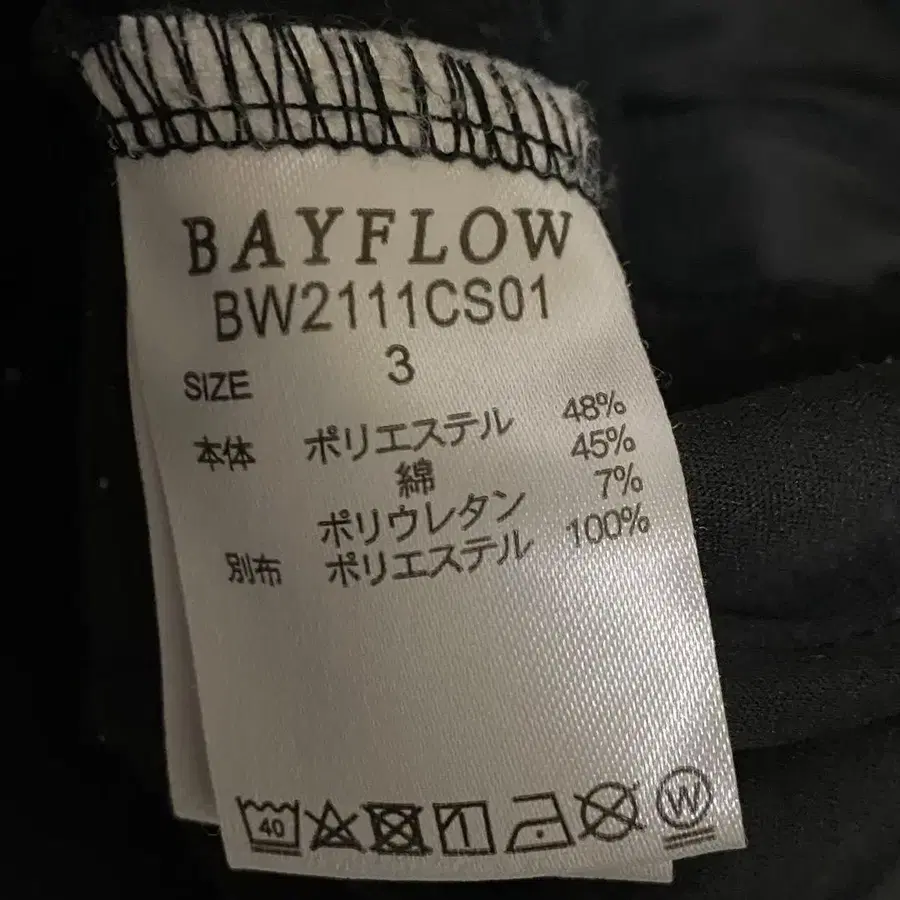 BAYFLOW
BW2111CS01
SIZE 3
本体 ポリエステル 48%
綿 45%
ポリウレタン 7%
別布 ポリエステル 100%
40 W